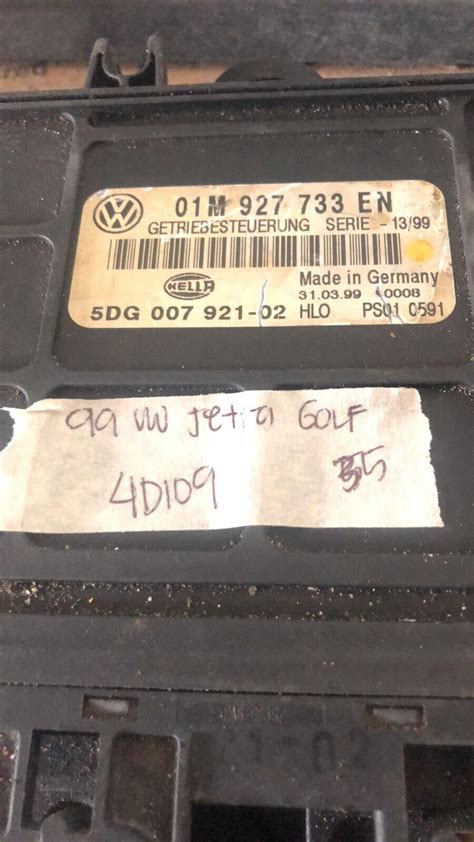 01M 927 733 EN
GETRIEBESTEUERUNG SERIE - 13/99
HELLA
Made in Germany
31.03.99 0008
5DG 007 921-02 HLO PS01 0591
99 VW Jetta GOLF
4D109 35